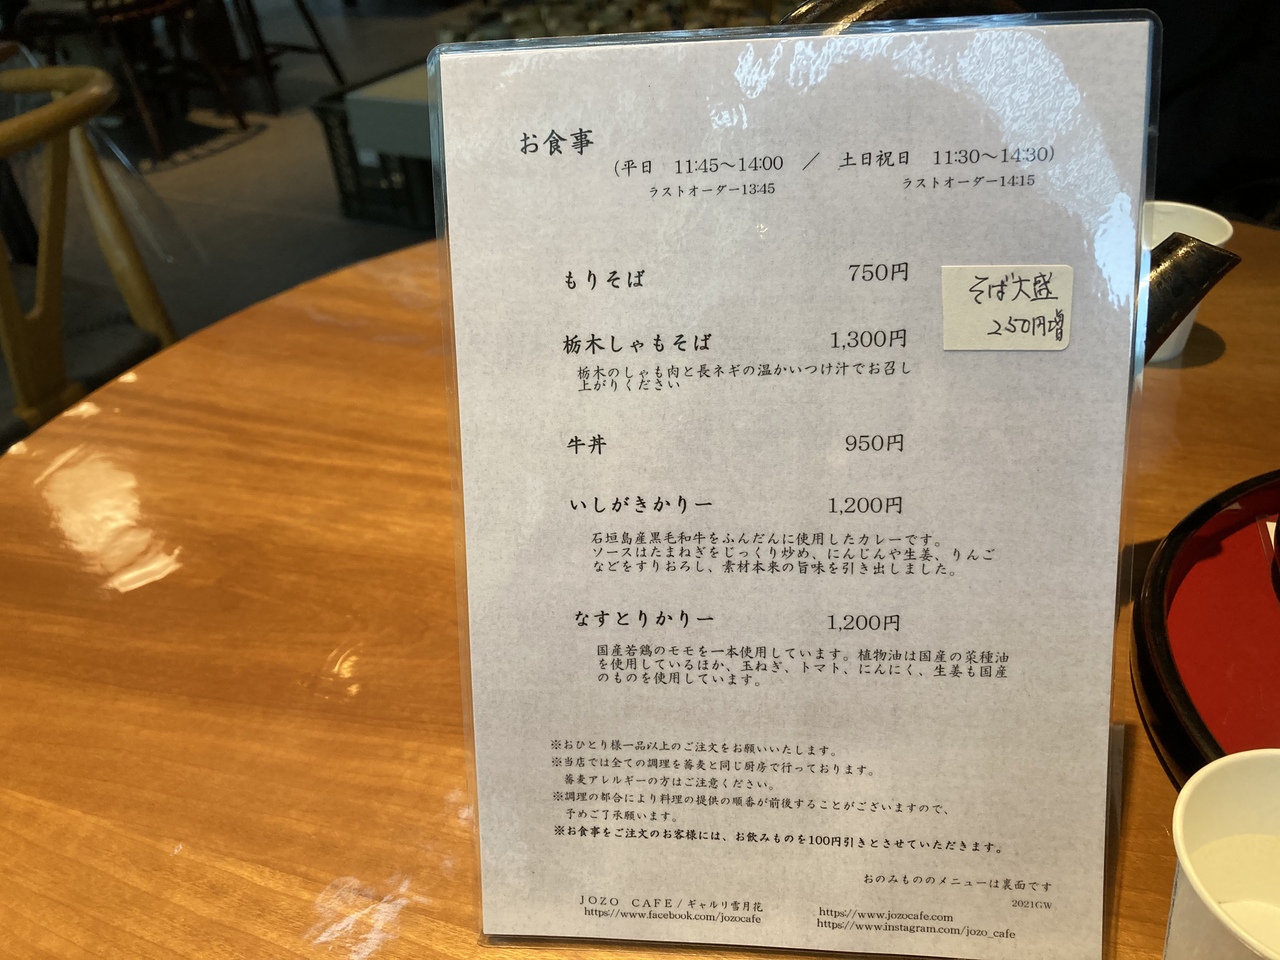 お食事
(平日 11:45～14:00 ／ 土日祝日 11:30～14:30)
ラストオーダー13:45 ラストオーダー14:15
もりそば 750円
そば大盛
250円増
栃木しゃもそば 1,300円
栃木のしゃも肉と長ネギの温かいつけ汁でお召し
上がりください
牛丼 950円
いしがきかりー 1,200円
石垣島産黒毛和牛をふんだんに使用したカレーです。
ソースはたまねぎをじっくり炒め、にんじんや生姜、りんご
などをすりおろし、素材本来の旨味を引き出しました。
なすとりかりー 1,200円
国産若鶏のモモを一本使用しています。植物油は国産の菜種油
を使用しているほか、玉ねぎ、トマト、にんにく、生姜も国産
のものを使用しています。
※おひとり様一品以上のご注文をお願いいたします。
※当店では全ての調理を蕎麦と同じ厨房で行っております。
蕎麦アレルギーの方はご注意ください。
※調理の都合により料理の提供の順番が前後することがございますので、
予めご了承願います。
※お食事をご注文のお客様には、お飲みものを100円引きとさせていただきます。
おのみもののメニューは裏面です
2021GW
JOZO CAFE / ギャルリ雪月花
https://www.facebook.com/jozocafe
https://www.jozocafe.com
https://www.instagram.com/jozo_cafe